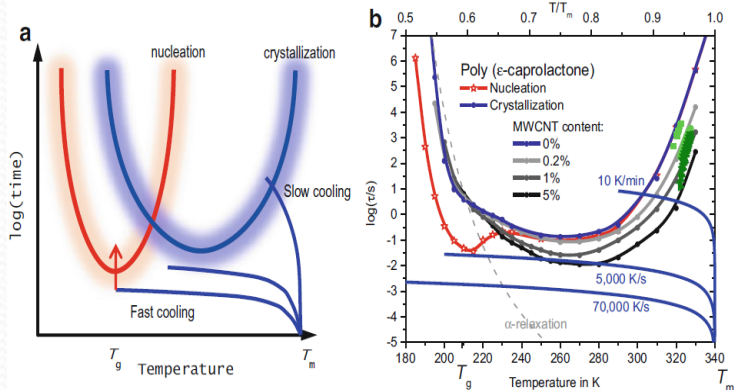 a
nucleation
crystallization
Slow cooling
Fast cooling
log(time)
Tg
Temperature
Tm
b
T/Tm
0.5 0.6 0.7 0.8 0.9 1.0
7
6
5
4
3
2
1
0
-1
-2
-3
-4
-5
log(τ/s)
Poly (ε-caprolactone)
Nucleation
Crystallization
MWCNT content:
0%
0.2%
1%
5%
10 K/min
5,000 K/s
70,000 K/s
α-relaxation
180 200 220 240 260 280 300 320 340
Tg
Temperature in K
Tm